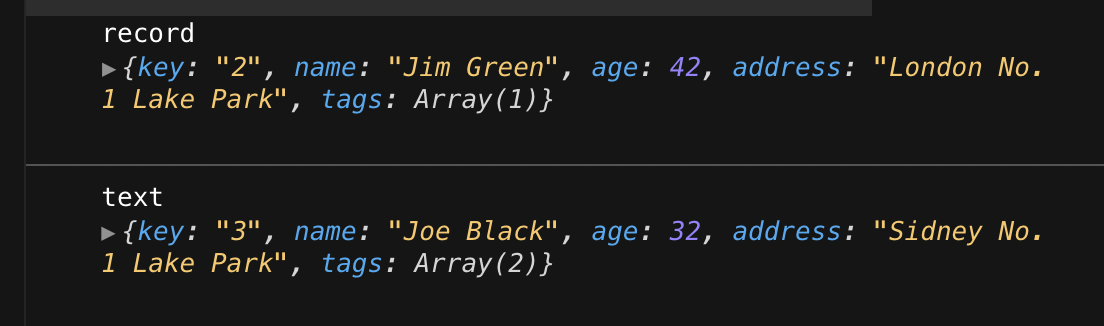 record
▶{key: "2", name: "Jim Green", age: 42, address: "London No.
1 Lake Park", tags: Array(1)}
text
▶{key: "3", name: "Joe Black", age: 32, address: "Sidney No.
1 Lake Park", tags: Array(2)}